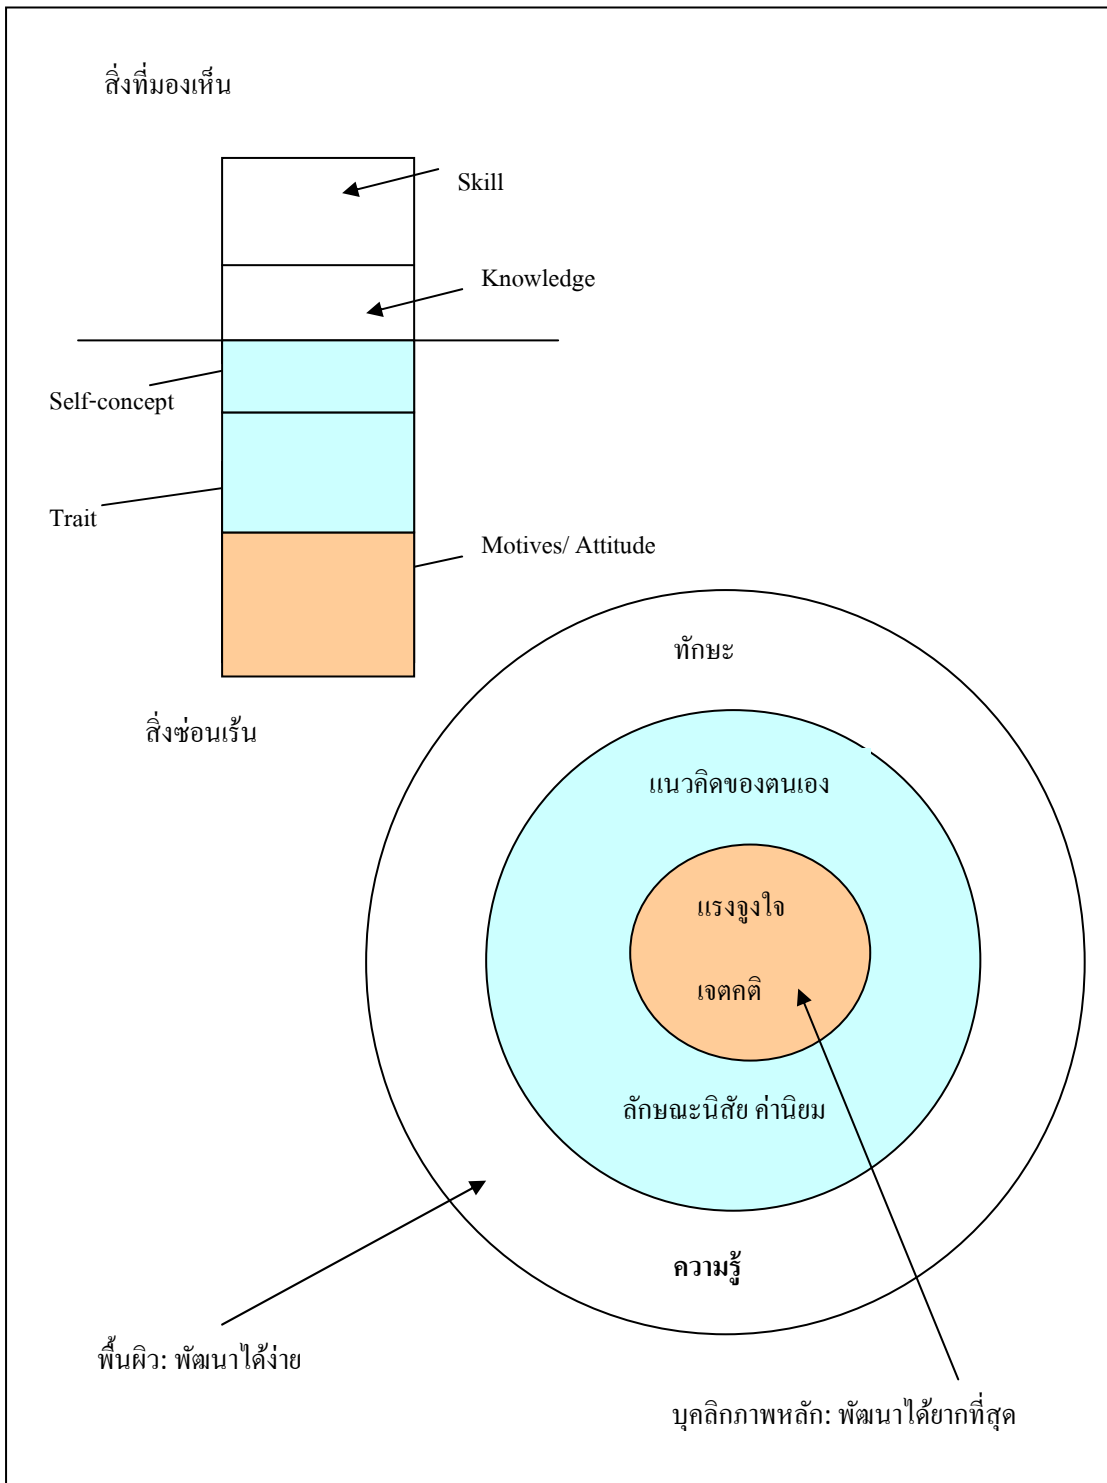 สิ่งที่มองเห็น
Skill
Knowledge
Self-concept
Trait
Motives/ Attitude
ทักษะ
สิ่งซ่อนเร้น
แนวคิดของตนเอง
แรงจูงใจ
เจตคติ
ลักษณะนิสัย ค่านิยม
ความรู้
พื้นผิว: พัฒนาได้ง่าย
บุคลิกภาพหลัก: พัฒนาได้ยากที่สุด